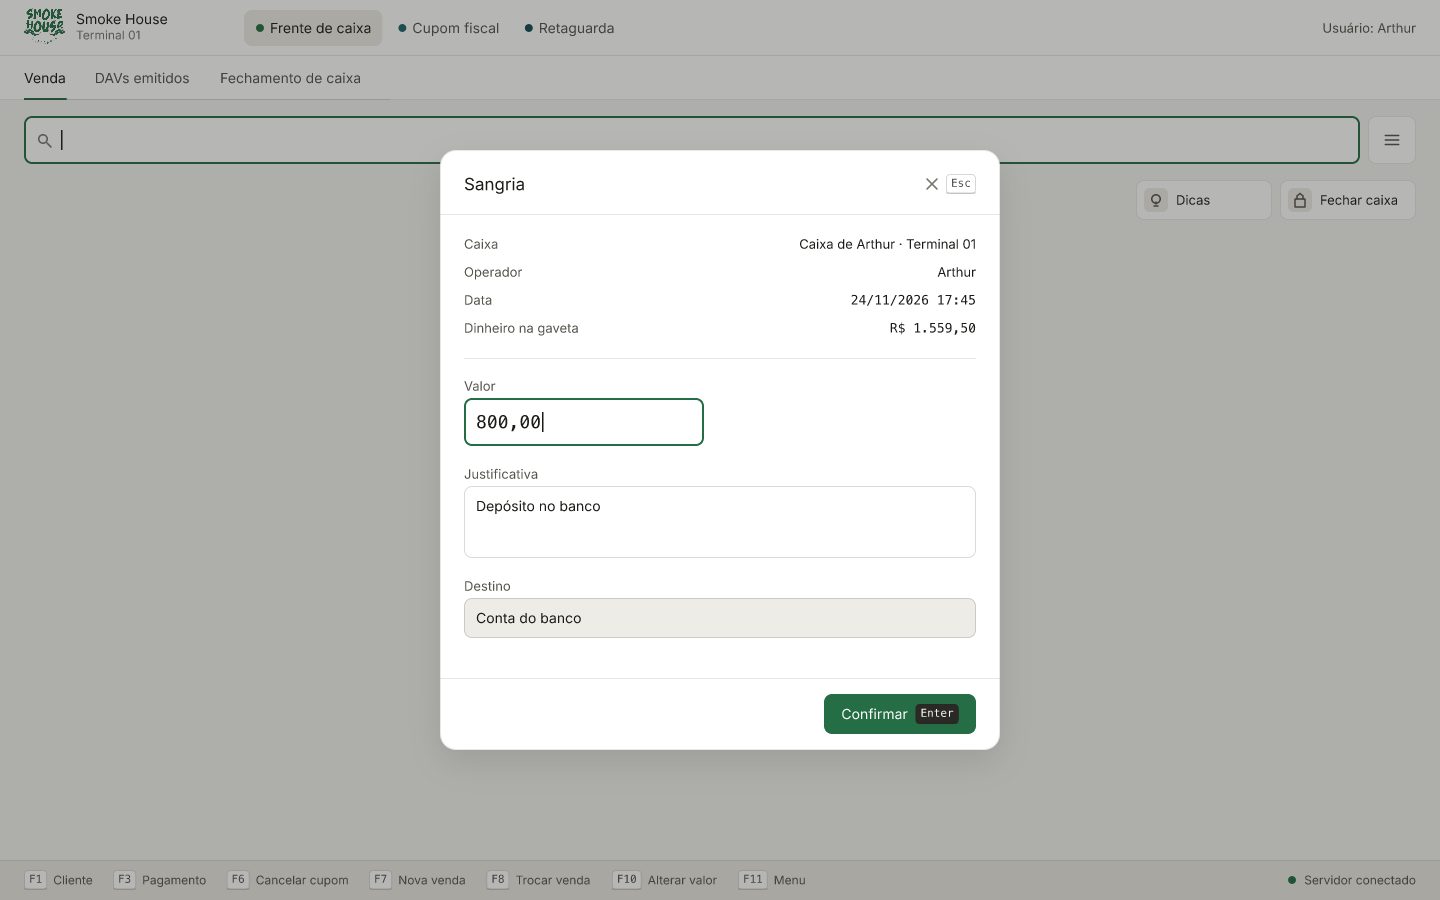 SMOKE
HOUSE
Smoke House
Terminal 01
Frente de caixa
Cupom fiscal
Retaguarda
Usuário: Arthur
Venda
DAVs emitidos
Fechamento de caixa
Dicas
Fechar caixa
Sangria
Esc
Caixa
Caixa de Arthur · Terminal 01
Operador
Arthur
Data
24/11/2026 17:45
Dinheiro na gaveta
R$ 1.559,50
Valor
800,00
Justificativa
Depósito no banco
Destino
Conta do banco
Confirmar Enter
F1 Cliente
F3 Pagamento
F6 Cancelar cupom
F7 Nova venda
F8 Trocar venda
F10 Alterar valor
F11 Menu
Servidor conectado